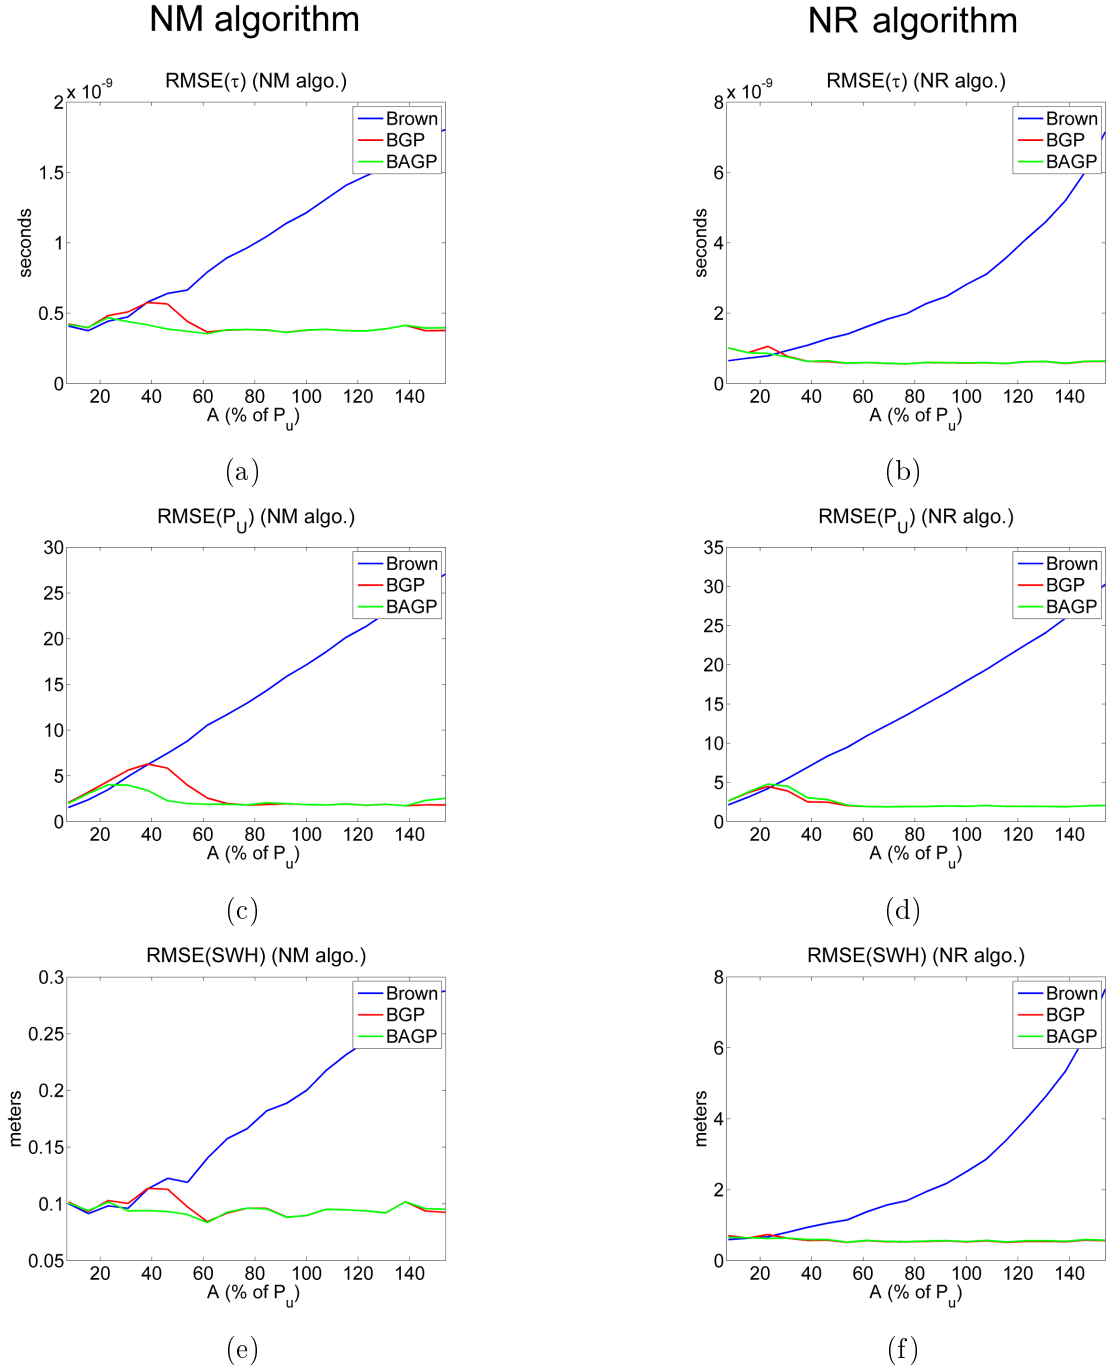 NM algorithm
NR algorithm
RMSE(τ) (NM algo.)
x 10^-9
2
1.5
1
0.5
0
seconds
20 40 60 80 100 120 140
A (% of P_u)
Brown
BGP
BAGP
(a)
RMSE(τ) (NR algo.)
x 10^-9
8
6
4
2
0
seconds
20 40 60 80 100 120 140
A (% of P_u)
Brown
BGP
BAGP
(b)
RMSE(P_U) (NM algo.)
30
25
20
15
10
5
0
20 40 60 80 100 120 140
A (% of P_u)
Brown
BGP
BAGP
(c)
RMSE(P_U) (NR algo.)
35
30
25
20
15
10
5
0
20 40 60 80 100 120 140
A (% of P_u)
Brown
BGP
BAGP
(d)
RMSE(SWH) (NM algo.)
0.3
0.25
0.2
0.15
0.1
0.05
meters
20 40 60 80 100 120 140
A (% of P_u)
Brown
BGP
BAGP
(e)
RMSE(SWH) (NR algo.)
8
6
4
2
0
meters
20 40 60 80 100 120 140
A (% of P_u)
Brown
BGP
BAGP
(f)